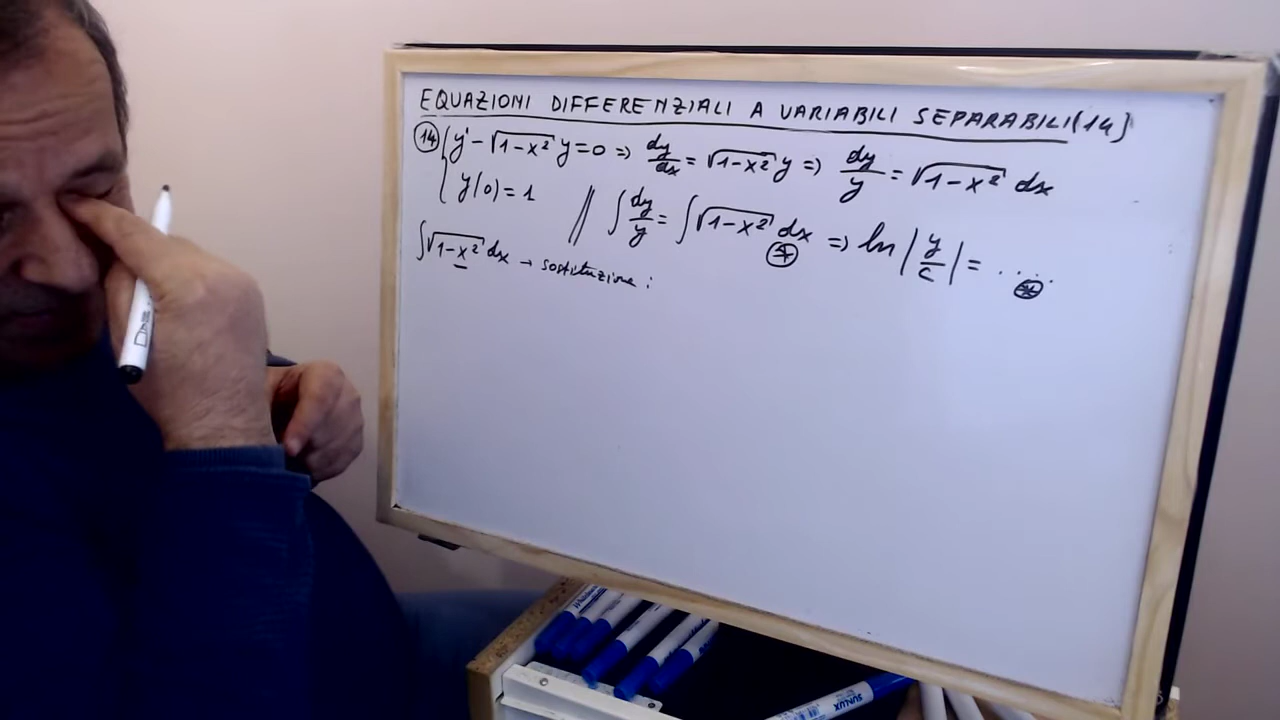 EQUAZIONI DIFFERENZIALI A VARIABILI SEPARABILI (14)
14 { y' - √(1-x²) y = 0 => dy/dx = √(1-x²) y => dy/y = √(1-x²) dx
y(0) = 1 // ∫ dy/y = ∫ √(1-x²) dx (*) => ln |y/c| = ..... (*)
∫ √(1-x²) dx → sostituzione :
SUNLUX